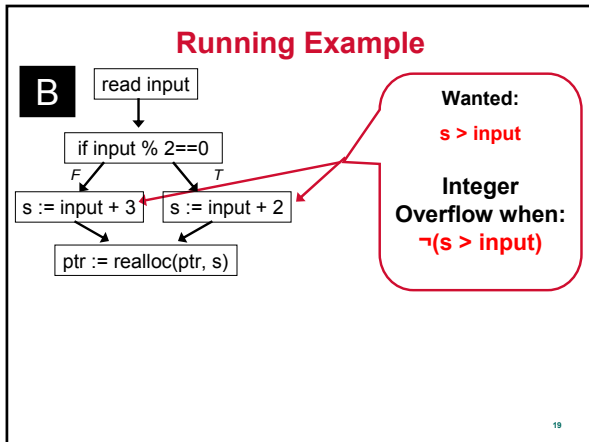 Running Example
B
read input
if input % 2==0
F
T
s := input + 3
s := input + 2
ptr := realloc(ptr, s)
Wanted:
s > input
Integer
Overflow when:
¬(s > input)
19